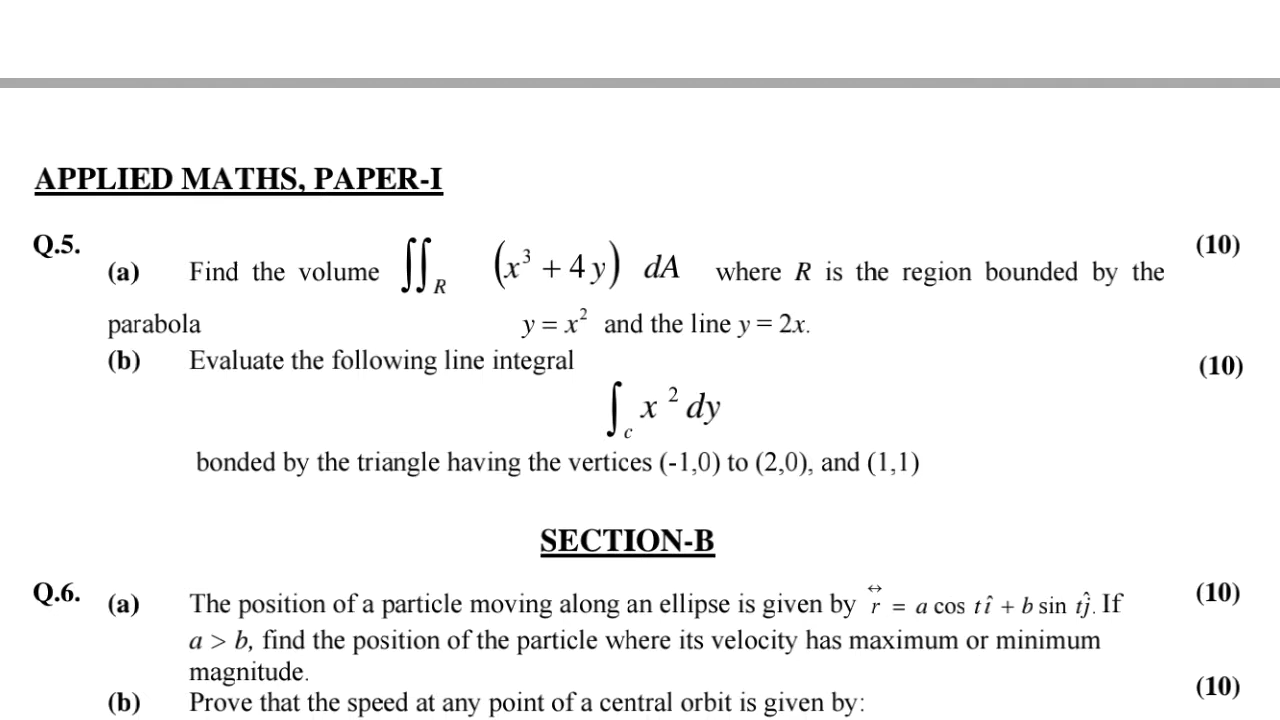 APPLIED MATHS, PAPER-I
Q.5. (a) Find the volume ∬_R (x³ + 4y) dA where R is the region bounded by the (10)
parabola y = x² and the line y = 2x.
(b) Evaluate the following line integral (10)
∫_c x² dy
bonded by the triangle having the vertices (-1,0) to (2,0), and (1,1)
SECTION-B
Q.6. (a) The position of a particle moving along an ellipse is given by r⃡ = a cos t î + b sin t ĵ. If (10)
a > b, find the position of the particle where its velocity has maximum or minimum
magnitude.
(b) Prove that the speed at any point of a central orbit is given by: (10)